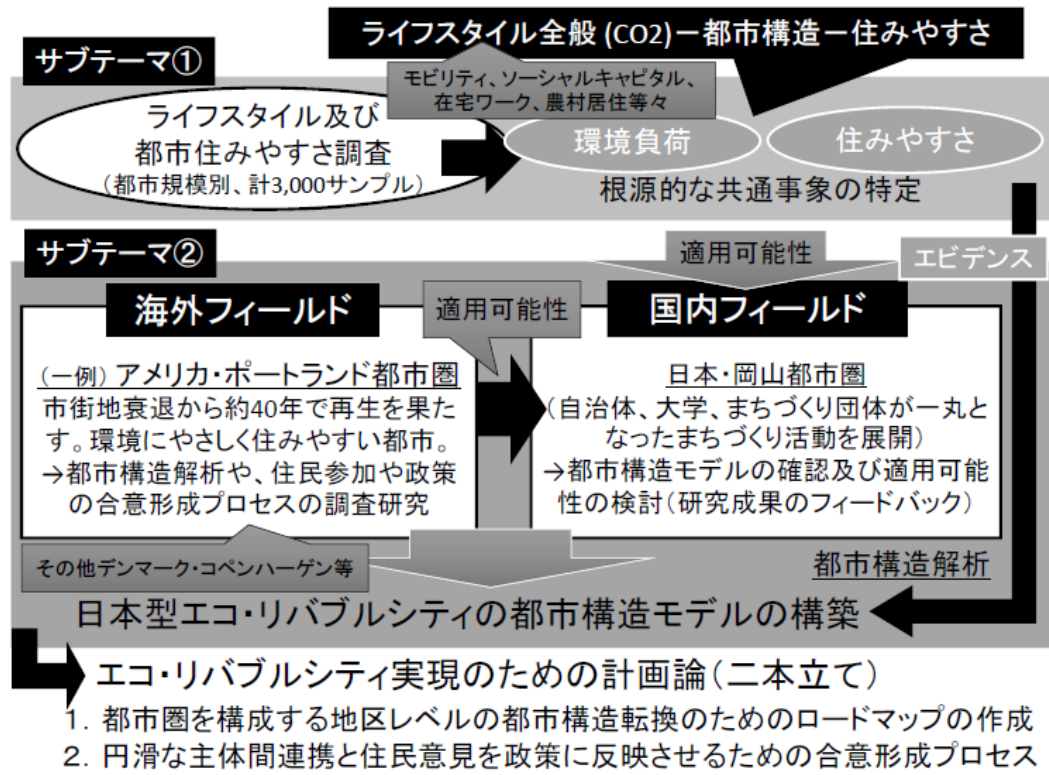 ライフスタイル全般 (CO2)－都市構造－住みやすさ
サブテーマ①
モビリティ、ソーシャルキャピタル、
在宅ワーク、農村居住等々
ライフスタイル及び
都市住みやすさ調査
（都市規模別、計3,000サンプル）
環境負荷
住みやすさ
根源的な共通事象の特定
サブテーマ②
適用可能性
エビデンス
海外フィールド
適用可能性
国内フィールド
（一例）アメリカ・ポートランド都市圏
市街地衰退から約40年で再生を果た
す。環境にやさしく住みやすい都市。
→都市構造解析や、住民参加や政策
の合意形成プロセスの調査研究
日本・岡山都市圏
（自治体、大学、まちづくり団体が一丸と
なったまちづくり活動を展開）
→都市構造モデルの確認及び適用可能
性の検討（研究成果のフィードバック）
その他デンマーク・コペンハーゲン等
都市構造解析
日本型エコ・リバブルシティの都市構造モデルの構築
エコ・リバブルシティ実現のための計画論（二本立て）
1．都市圏を構成する地区レベルの都市構造転換のためのロードマップの作成
2．円滑な主体間連携と住民意見を政策に反映させるための合意形成プロセス